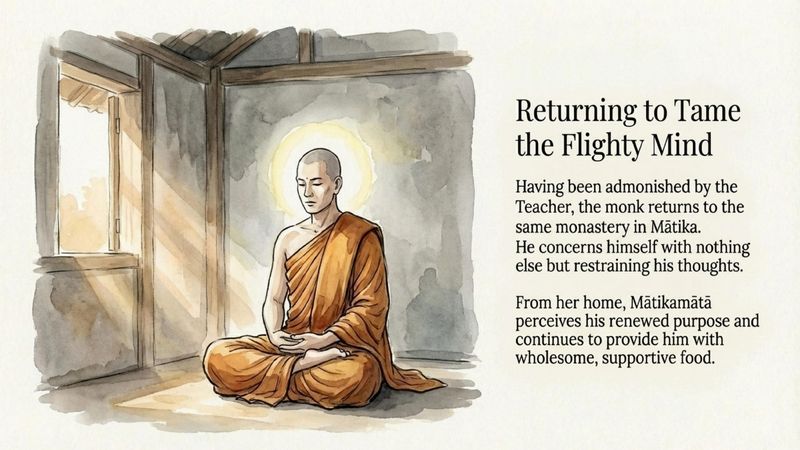 Returning to Tame
the Flighty Mind
Having been admonished by the
Teacher, the monk returns to the
same monastery in Mātika.
He concerns himself with nothing
else but restraining his thoughts.
From her home, Mātikamātā
perceives his renewed purpose and
continues to provide him with
wholesome, supportive food.